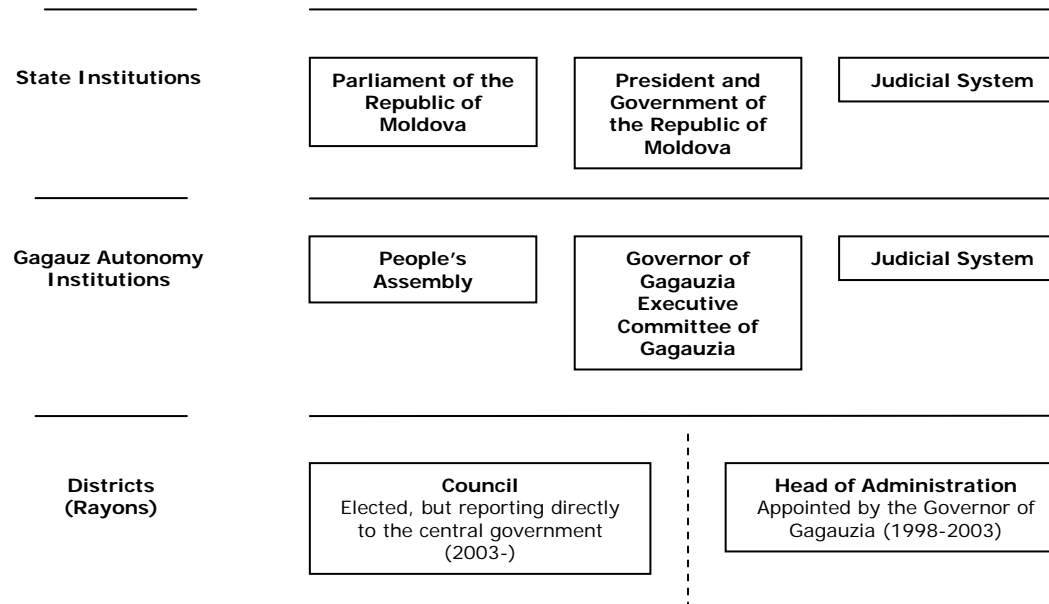 State Institutions
Parliament of the
Republic of
Moldova
President and
Government of
the Republic of
Moldova
Judicial System
Gagauz Autonomy
Institutions
People's
Assembly
Governor of
Gagauzia
Executive
Committee of
Gagauzia
Judicial System
Districts
(Rayons)
Council
Elected, but reporting directly
to the central government
(2003-)
Head of Administration
Appointed by the Governor of
Gagauzia (1998-2003)